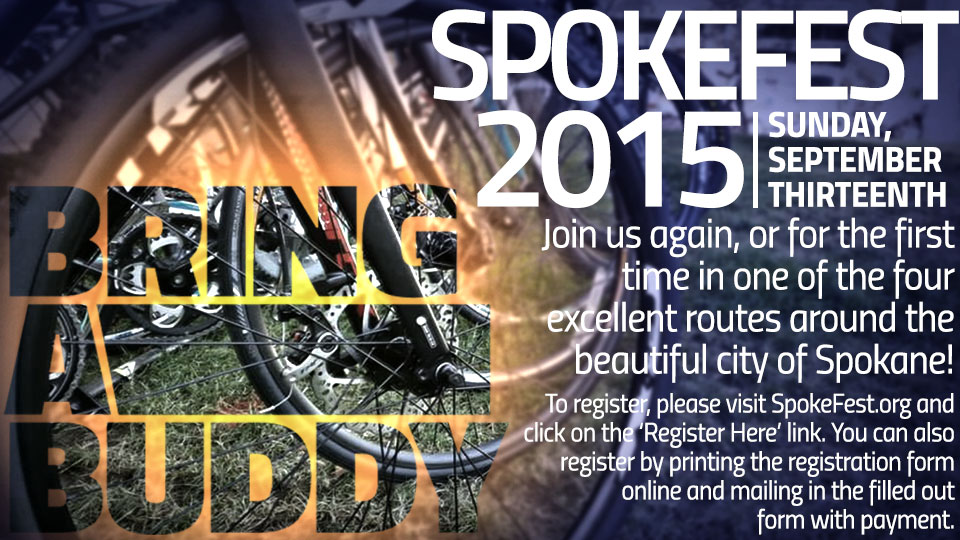 SPOKEFEST
2015
SUNDAY,
SEPTEMBER
THIRTEENTH
BRING
A
BUDDY
Join us again, or for the first
time in one of the four
excellent routes around the
beautiful city of Spokane!
To register, please visit SpokeFest.org and
click on the ‘Register Here’ link. You can also
register by printing the registration form
online and mailing in the filled out
form with payment.